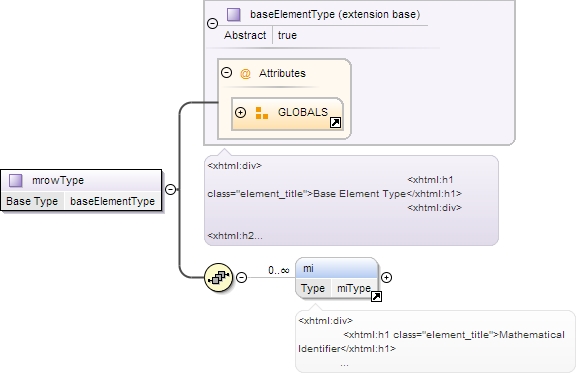 baseElementType (extension base)
Abstract true
@ Attributes
GLOBALS
mrowType
Base Type baseElementType
<xhtml:div>
<xhtml:h1
class="element_title">Base Element Type</xhtml:h1>
<xhtml:div>
<xhtml:h2...
0..∞
mi
Type miType
<xhtml:div>
<xhtml:h1 class="element_title">Mathematical
Identifier</xhtml:h1>
...